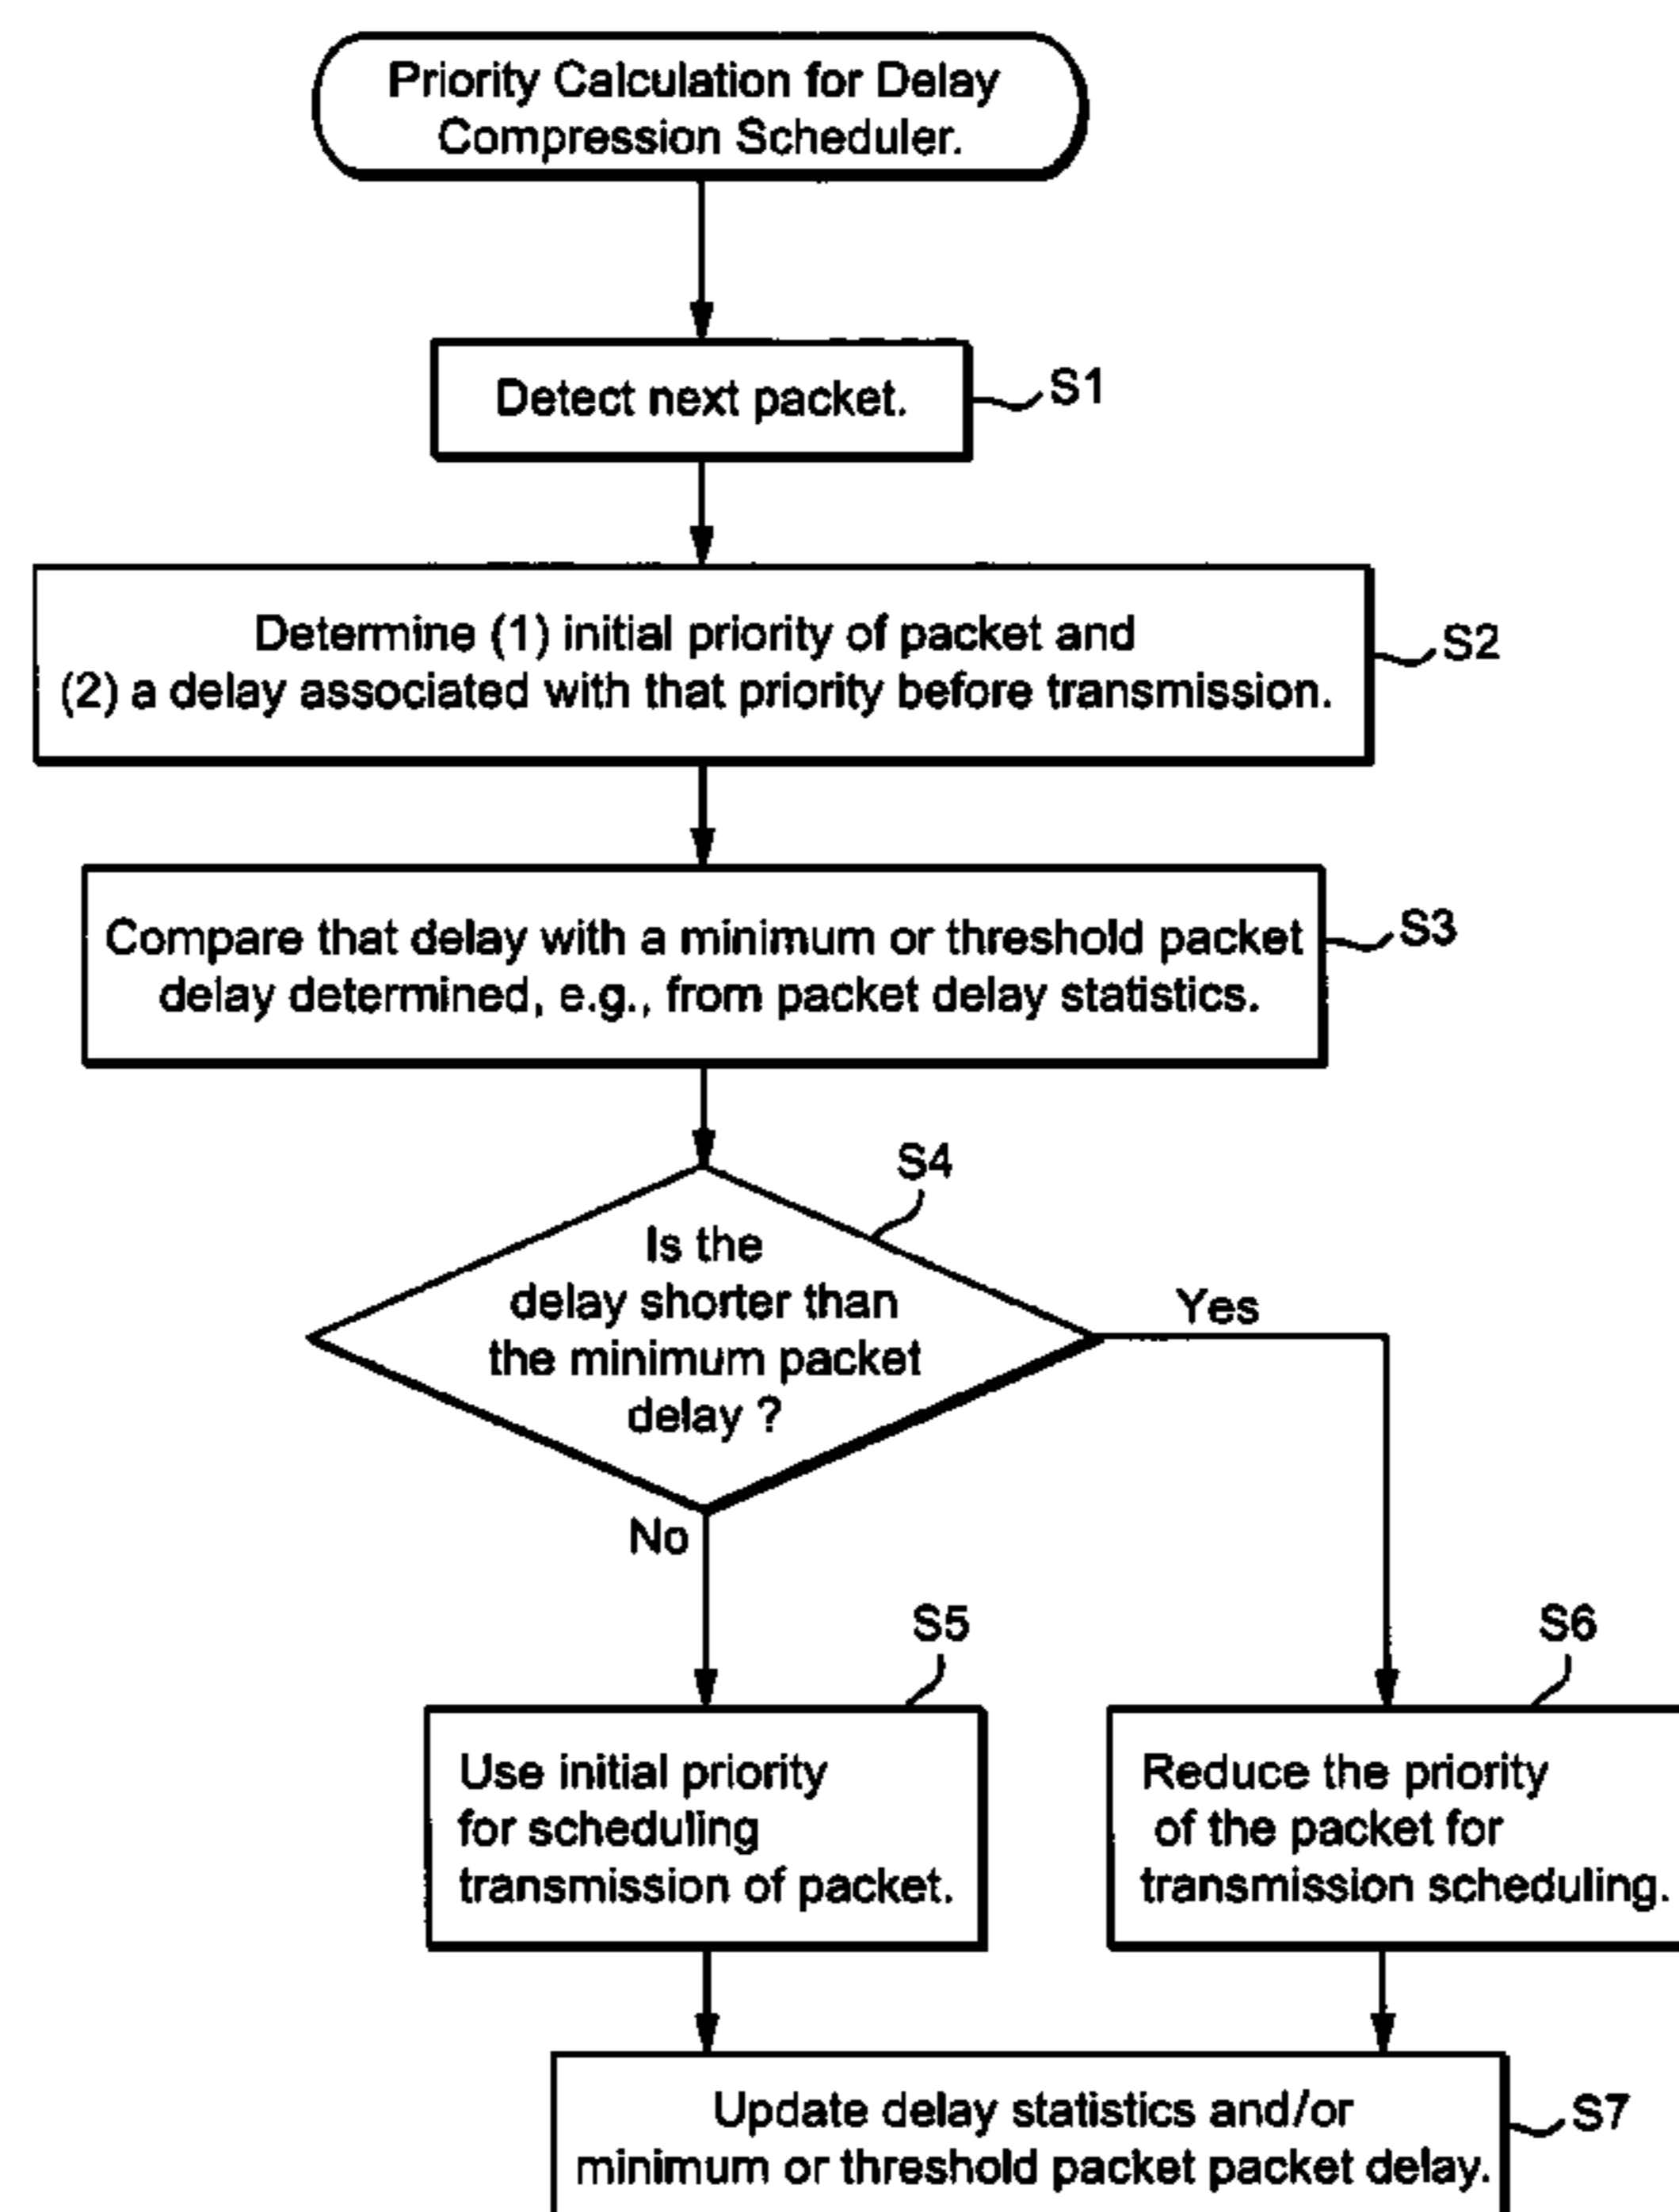 Priority Calculation for Delay
Compression Scheduler.
Detect next packet.
S1
Determine (1) initial priority of packet and
(2) a delay associated with that priority before transmission.
S2
Compare that delay with a minimum or threshold packet
delay determined, e.g., from packet delay statistics.
S3
S4
Is the
delay shorter than
the minimum packet
delay ?
Yes
No
S5
Use initial priority
for scheduling
transmission of packet.
S6
Reduce the priority
of the packet for
transmission scheduling.
Update delay statistics and/or
minimum or threshold packet packet delay.
S7